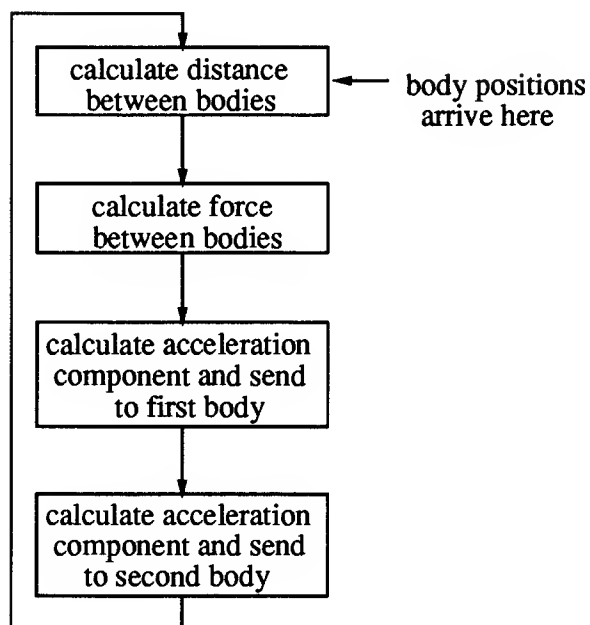 calculate distance
between bodies
body positions
arrive here
calculate force
between bodies
calculate acceleration
component and send
to first body
calculate acceleration
component and send
to second body